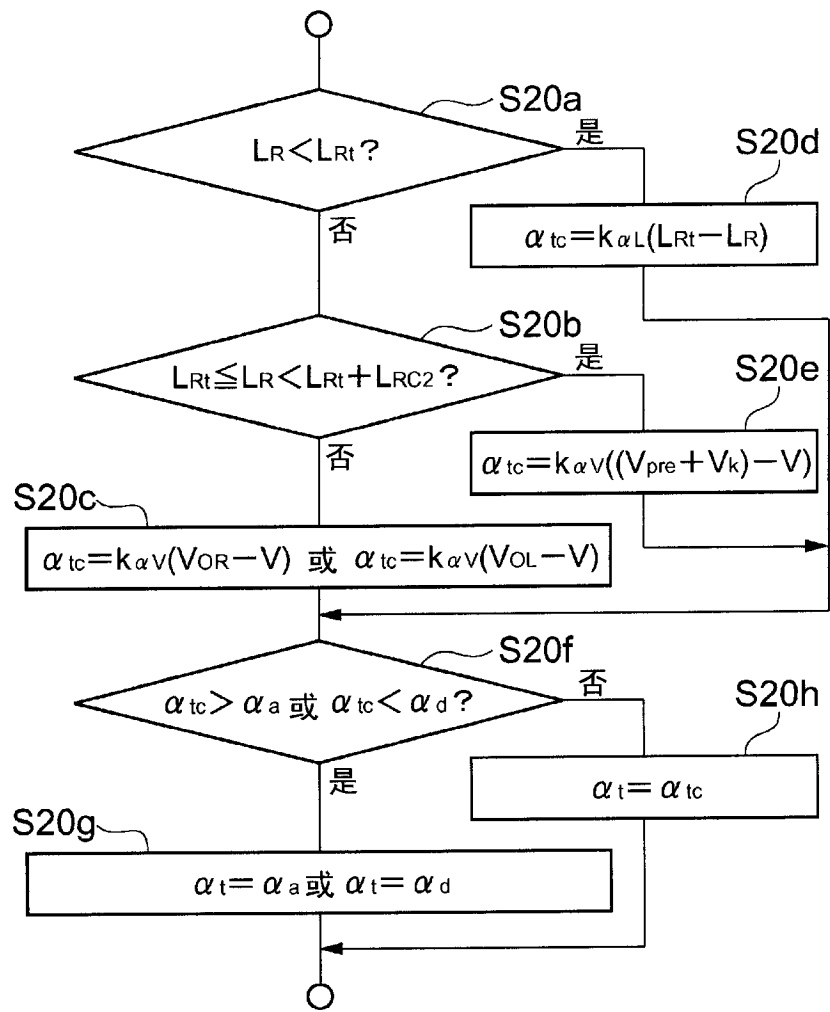 S20a
LR<LRt?
是
S20d
αtc=kαL(LRt-LR)
否
S20b
LRt≦LR<LRt+LRC2?
是
S20e
αtc=kαV((Vpre+Vk)-V)
否
S20c
αtc=kαV(VOR-V) 或 αtc=kαV(VOL-V)
S20f
αtc>αa 或 αtc<αd?
否
S20h
αt=αtc
是
S20g
αt=αa或 αt=αd